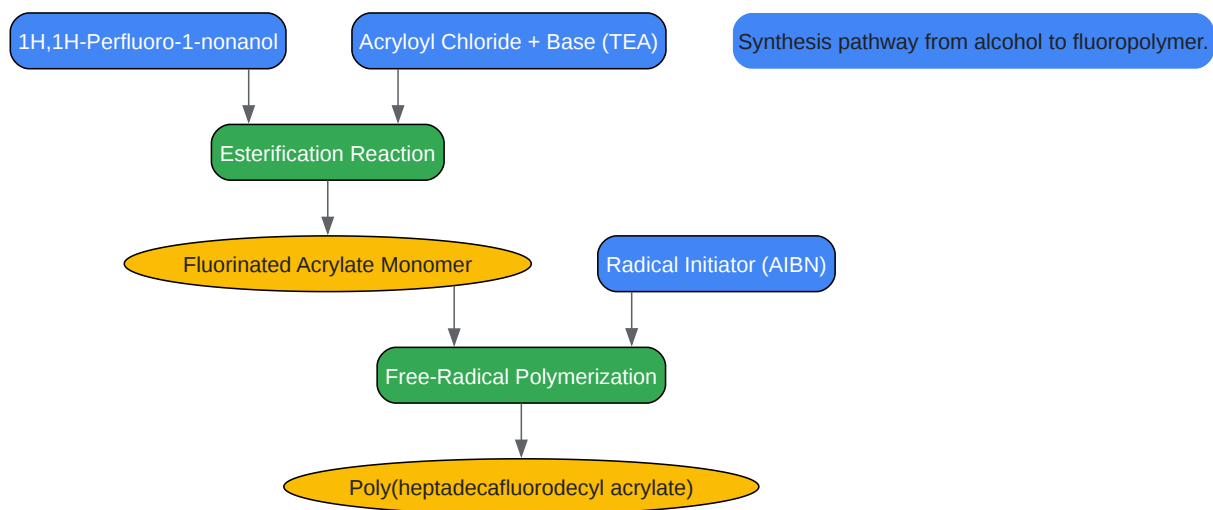 1H,1H-Perfluoro-1-nonanol
Acryloyl Chloride + Base (TEA)
Synthesis pathway from alcohol to fluoropolymer.
Esterification Reaction
Fluorinated Acrylate Monomer
Radical Initiator (AIBN)
Free-Radical Polymerization
Poly(heptadecafluorodecyl acrylate)